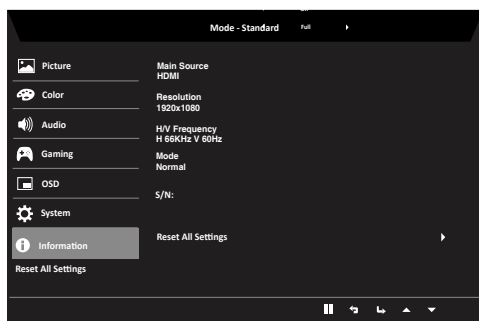 Mode - Standard Full
Picture
Color
Audio
Gaming
OSD
System
Information
Reset All Settings
Main Source
HDMI
Resolution
1920x1080
H/V Frequency
H 66KHz V 60Hz
Mode
Normal
S/N:
Reset All Settings